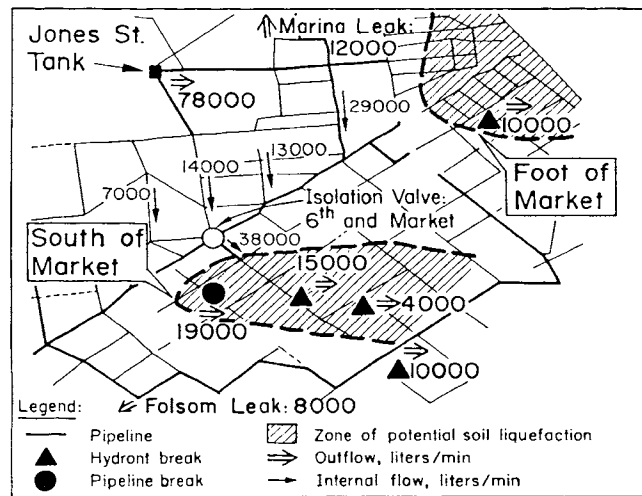 Marina Leak:
12000
Jones St.
Tank
78000
29000
10000
13000
14000
7000
Foot of
Market
Isolation Valve:
6th and Market
South of
Market
38000
15000
4000
19000
10000
Folsom Leak: 8000
Legend:
Pipeline
Hydront break
Pipeline break
Zone of potential soil liquefaction
Outflow, liters/min
Internal flow, liters/min